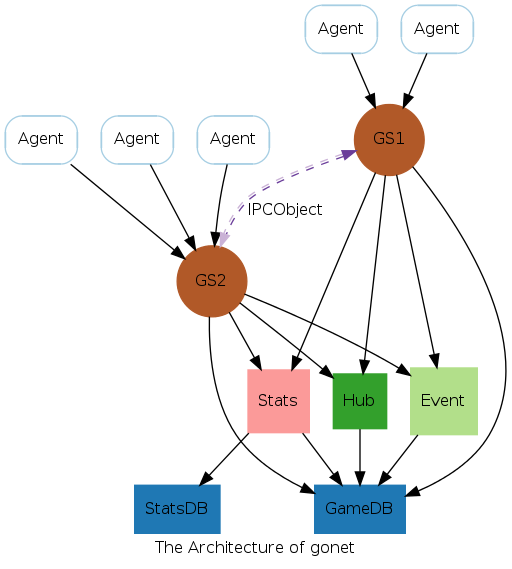 Agent
Agent
GS1
Agent
Agent
Agent
IPCObject
GS2
Stats
Hub
Event
StatsDB
GameDB
The Architecture of gonet